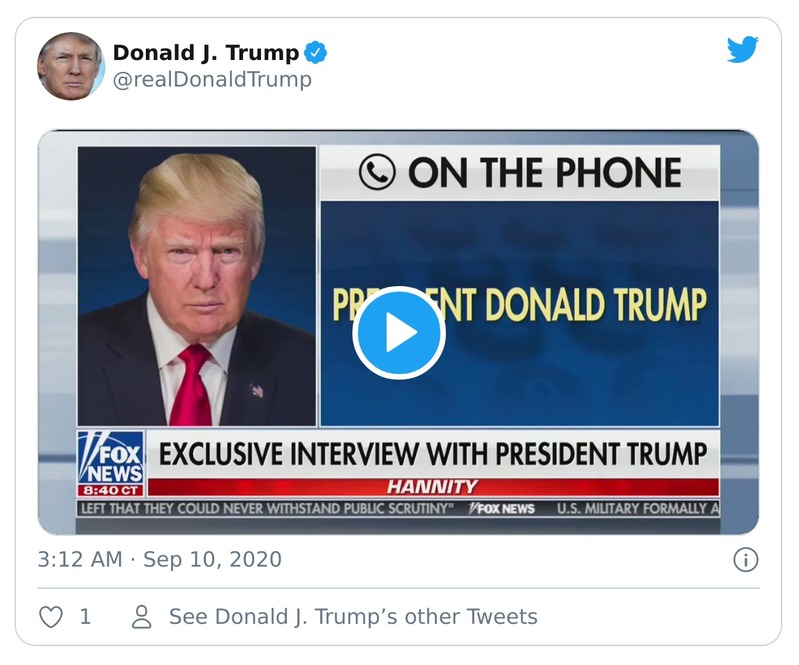 Donald J. Trump
@realDonaldTrump
ON THE PHONE
PRE ENT DONALD TRUMP
FOX NEWS
8:40 CT
EXCLUSIVE INTERVIEW WITH PRESIDENT TRUMP
HANNITY
LEFT THAT THEY COULD NEVER WITHSTAND PUBLIC SCRUTINY" FOX NEWS U.S. MILITARY FORMALLY A
3:12 AM · Sep 10, 2020
1 See Donald J. Trump’s other Tweets